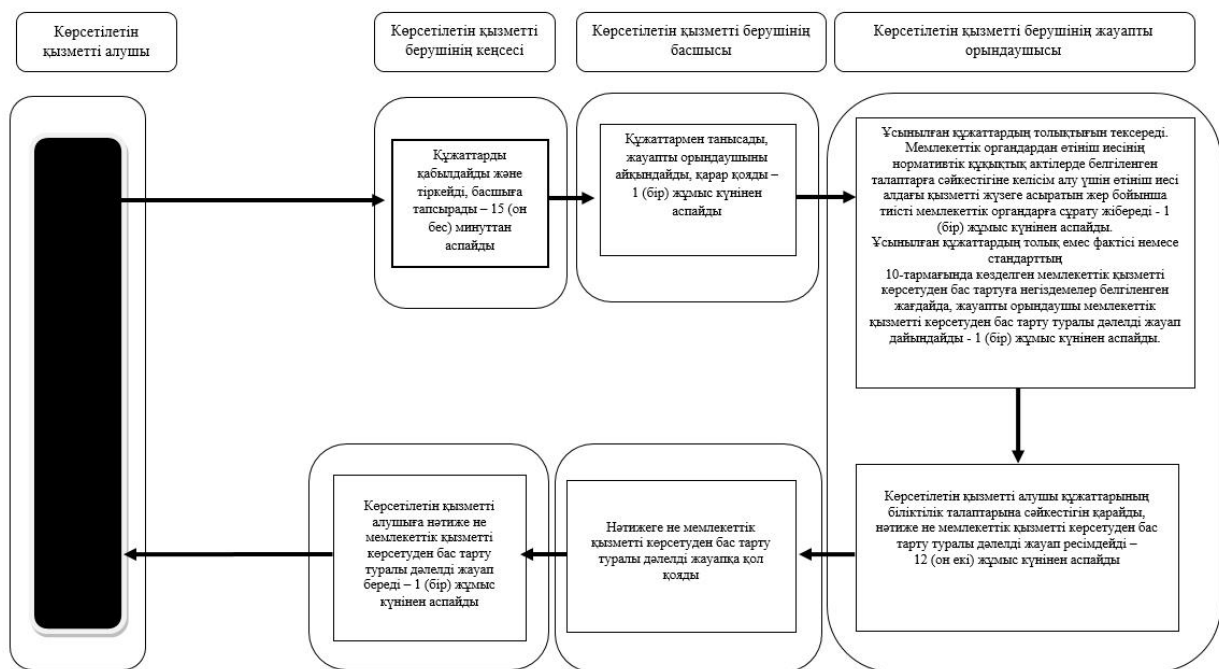 Көрсетілетін
қызметті алушы
Көрсетілетін қызметті
берушінің кеңсесі
Көрсетілетін қызметті берушінің
басшысы
Көрсетілетін қызметті берушінің жауапты
орындаушысы
Құжаттарды
қабылдайды және
тіркейді, басшыға
тапсырады – 15 (он
бес) минуттан
аспайды
Құжаттармен танысады,
жауапты орындаушыны
айқындайды, қарар қояды –
1 (бір) жұмыс күнінен
аспайды
Ұсынылған құжаттардың толықтығын тексереді.
Мемлекеттік органдардан өтініш иесінің
нормативтік құқықтық актілерде белгіленген
талаптарға сәйкестігіне келісім алу үшін өтініш иесі
алдағы қызметті жүзеге асыратын жер бойынша
тиісті мемлекеттік органдарға сұрату жібереді - 1
(бір) жұмыс күнінен аспайды.
Ұсынылған құжаттардың толық емес фактісі немесе
стандарттың
10-тармағында көзделген мемлекеттік қызметті
көрсетуден бас тартуға негіздемелер белгіленген
жағдайда, жауапты орындаушы мемлекеттік
қызметті көрсетуден бас тарту туралы дәлелді жауап
дайындайды - 1 (бір) жұмыс күнінен аспайды.
Көрсетілетін қызметті
алушыға нәтиже не
мемлекеттік қызметті
көрсетуден бас тарту
туралы дәлелді жауап
береді – 1 (бір) жұмыс
күнінен аспайды
Нәтижеге не мемлекеттік
қызметті көрсетуден бас тарту
туралы дәлелді жауапқа қол
қояды
Көрсетілетін қызметті алушы құжаттарының
біліктілік талаптарына сәйкестігін қарайды,
нәтиже не мемлекеттік қызметті көрсетуден бас
тарту туралы дәлелді жауап ресімдейді –
12 (он екі) жұмыс күнінен аспайды